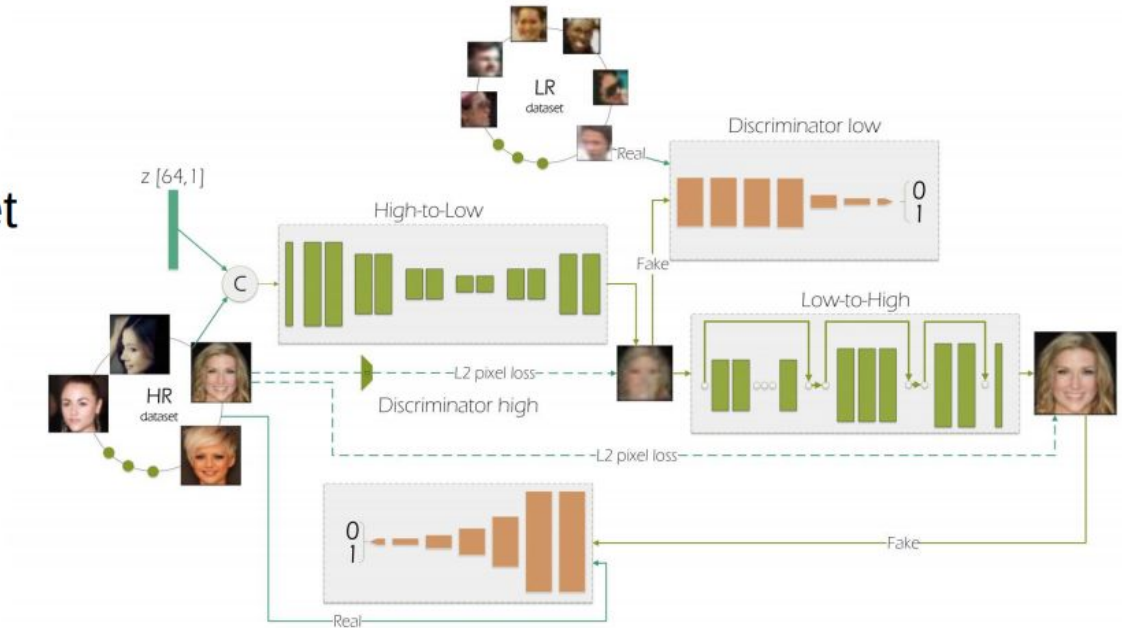 LR
dataset
Discriminator low
Real
z [64,1]
0
1
High-to-Low
C
Fake
Low-to-High
HR
dataset
L2 pixel loss
Discriminator high
L2 pixel loss
0
1
Fake
Real